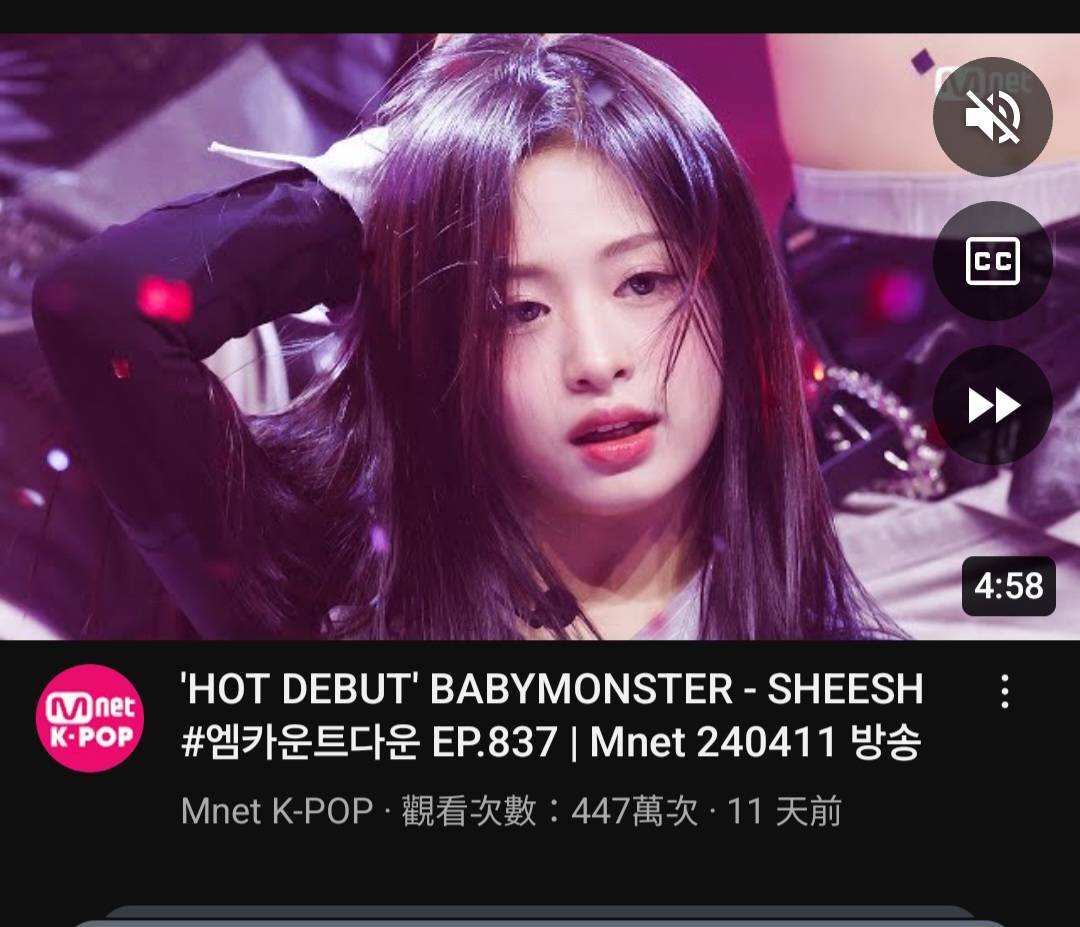 Mnet
CC
4:58
Mnet
K-POP
'HOT DEBUT' BABYMONSTER - SHEESH
#엠카운트다운 EP.837 | Mnet 240411 방송
Mnet K-POP · 觀看次數：447萬次 · 11 天前